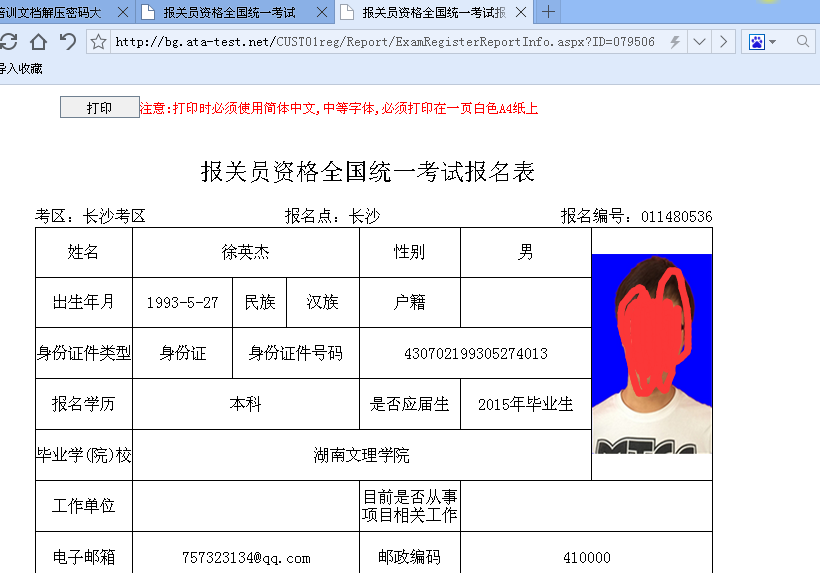 培训文档解压密码大
报关员资格全国统一考试
报关员资格全国统一考试报
http://bg.ata-test.net/CUST01reg/Report/ExamRegisterReportInfo.aspx?ID=079506
导入收藏
打印 注意:打印时必须使用简体中文,中等字体,必须打印在一页白色A4纸上
报关员资格全国统一考试报名表
考区：长沙考区 报名点：长沙 报名编号：011480536
姓名 徐英杰 性别 男
出生年月 1993-5-27 民族 汉族 户籍
身份证件类型 身份证 身份证件号码 430702199305274013
报名学历 本科 是否应届生 2015年毕业生
毕业学(院)校 湖南文理学院
工作单位 目前是否从事
项目相关工作
电子邮箱 757323134@qq.com 邮政编码 410000